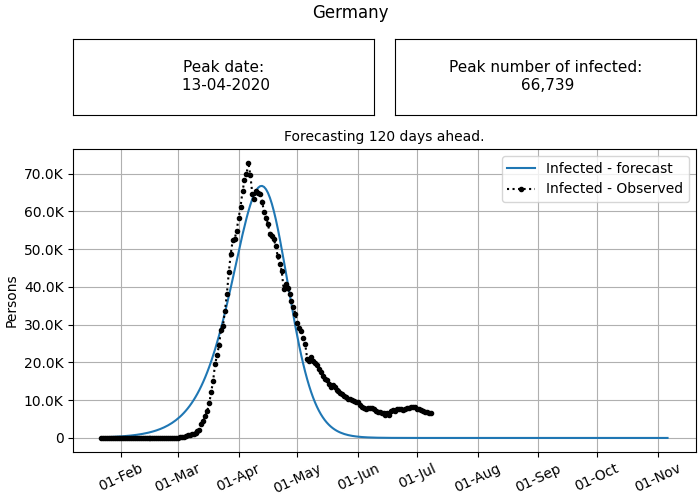 Germany
Peak date:
13-04-2020
Peak number of infected:
66,739
Forecasting 120 days ahead.
Infected - forecast
Infected - Observed
70.0K
60.0K
50.0K
40.0K
30.0K
20.0K
10.0K
0
Persons
01-Feb
01-Mar
01-Apr
01-May
01-Jun
01-Jul
01-Aug
01-Sep
01-Oct
01-Nov